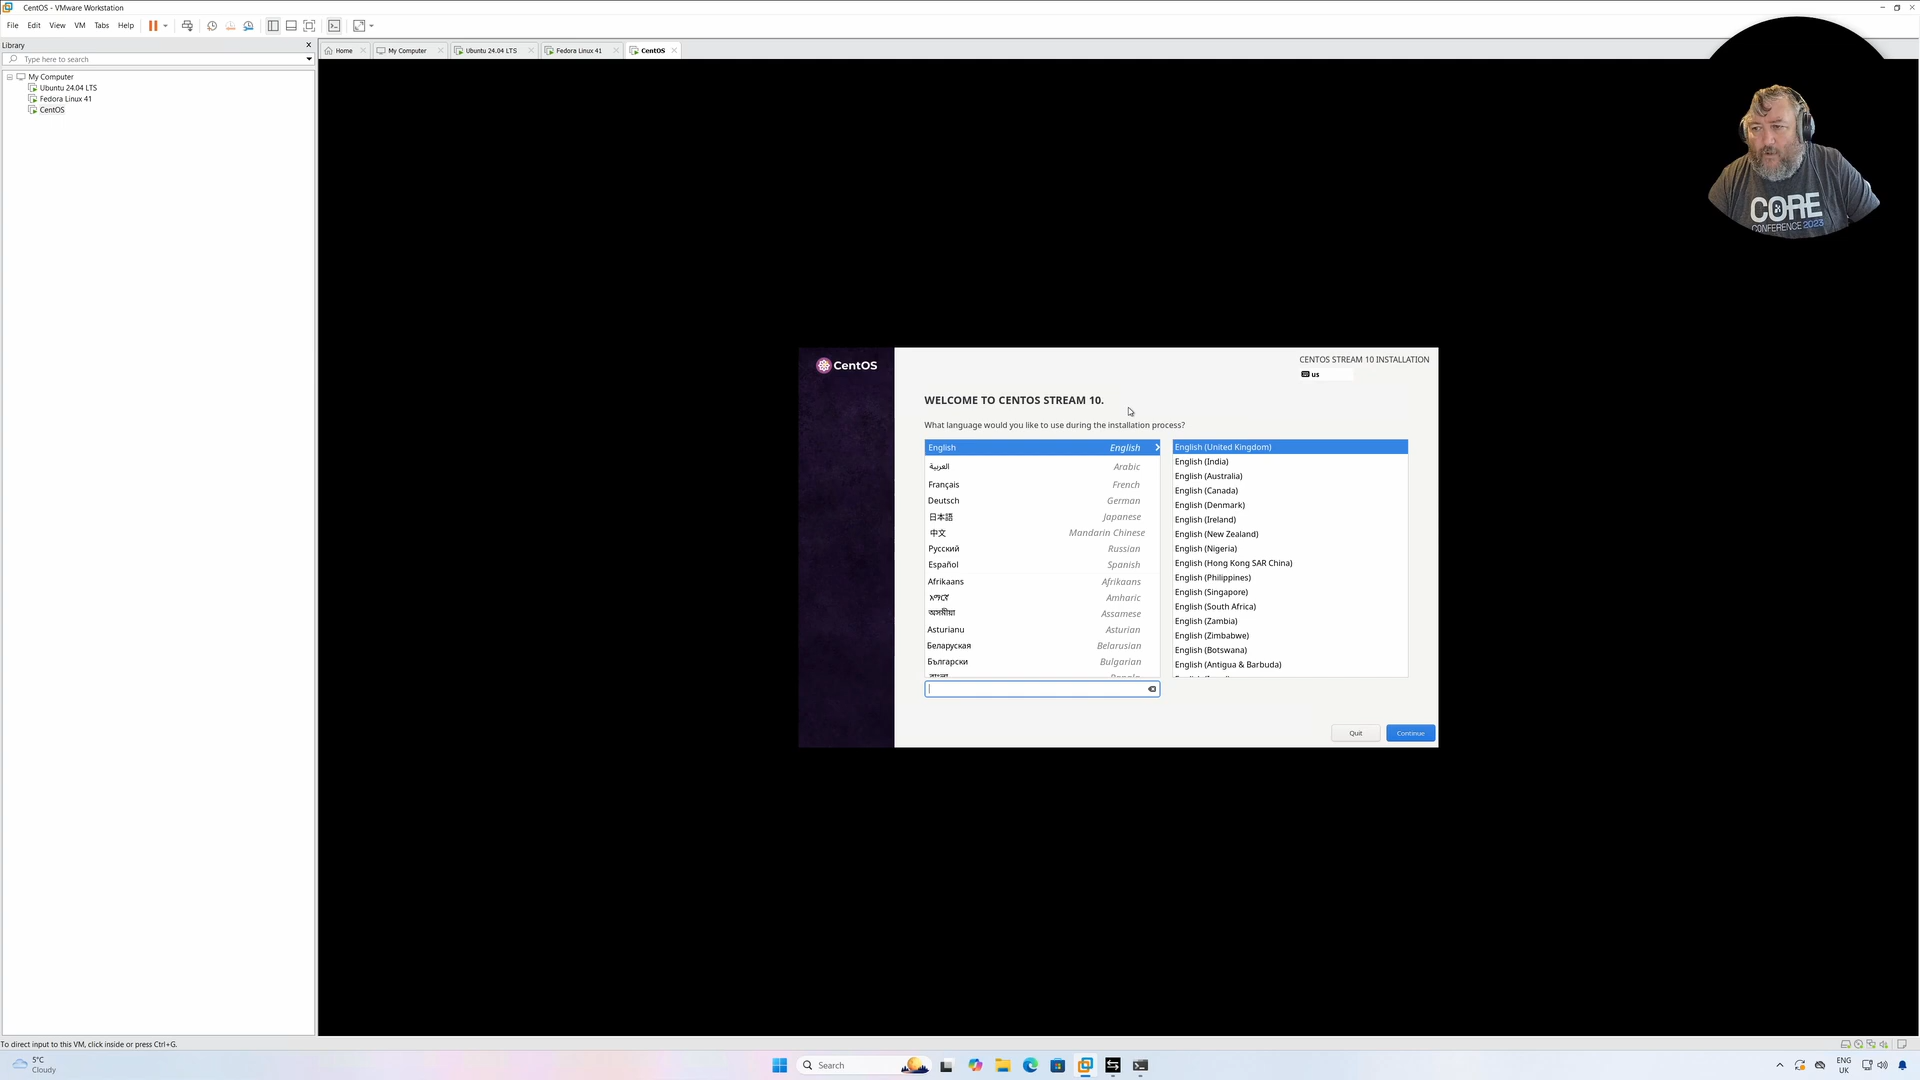 CentOS - VMware Workstation
File Edit View VM Tabs Help
Library
Type here to search
My Computer
Ubuntu 24.04 LTS
Fedora Linux 41
CentOS
Home
My Computer
Ubuntu 24.04 LTS
Fedora Linux 41
CentOS
CORE
CONFERENCE 2023
CentOS
CENTOS STREAM 10 INSTALLATION
us
WELCOME TO CENTOS STREAM 10.
What language would you like to use during the installation process?
English English
العربية Arabic
Français French
Deutsch German
日本語 Japanese
中文 Mandarin Chinese
Русский Russian
Español Spanish
Afrikaans Afrikaans
አማርኛ Amharic
অসমীয়া Assamese
Asturianu Asturian
Беларуская Belarusian
Български Bulgarian
English (United Kingdom)
English (India)
English (Australia)
English (Canada)
English (Denmark)
English (Ireland)
English (New Zealand)
English (Nigeria)
English (Hong Kong SAR China)
English (Philippines)
English (Singapore)
English (South Africa)
English (Zambia)
English (Zimbabwe)
English (Botswana)
English (Antigua & Barbuda)
Quit
Continue
To direct input to this VM, click inside or press Ctrl+G.
5°C
Cloudy
Search
ENG
UK